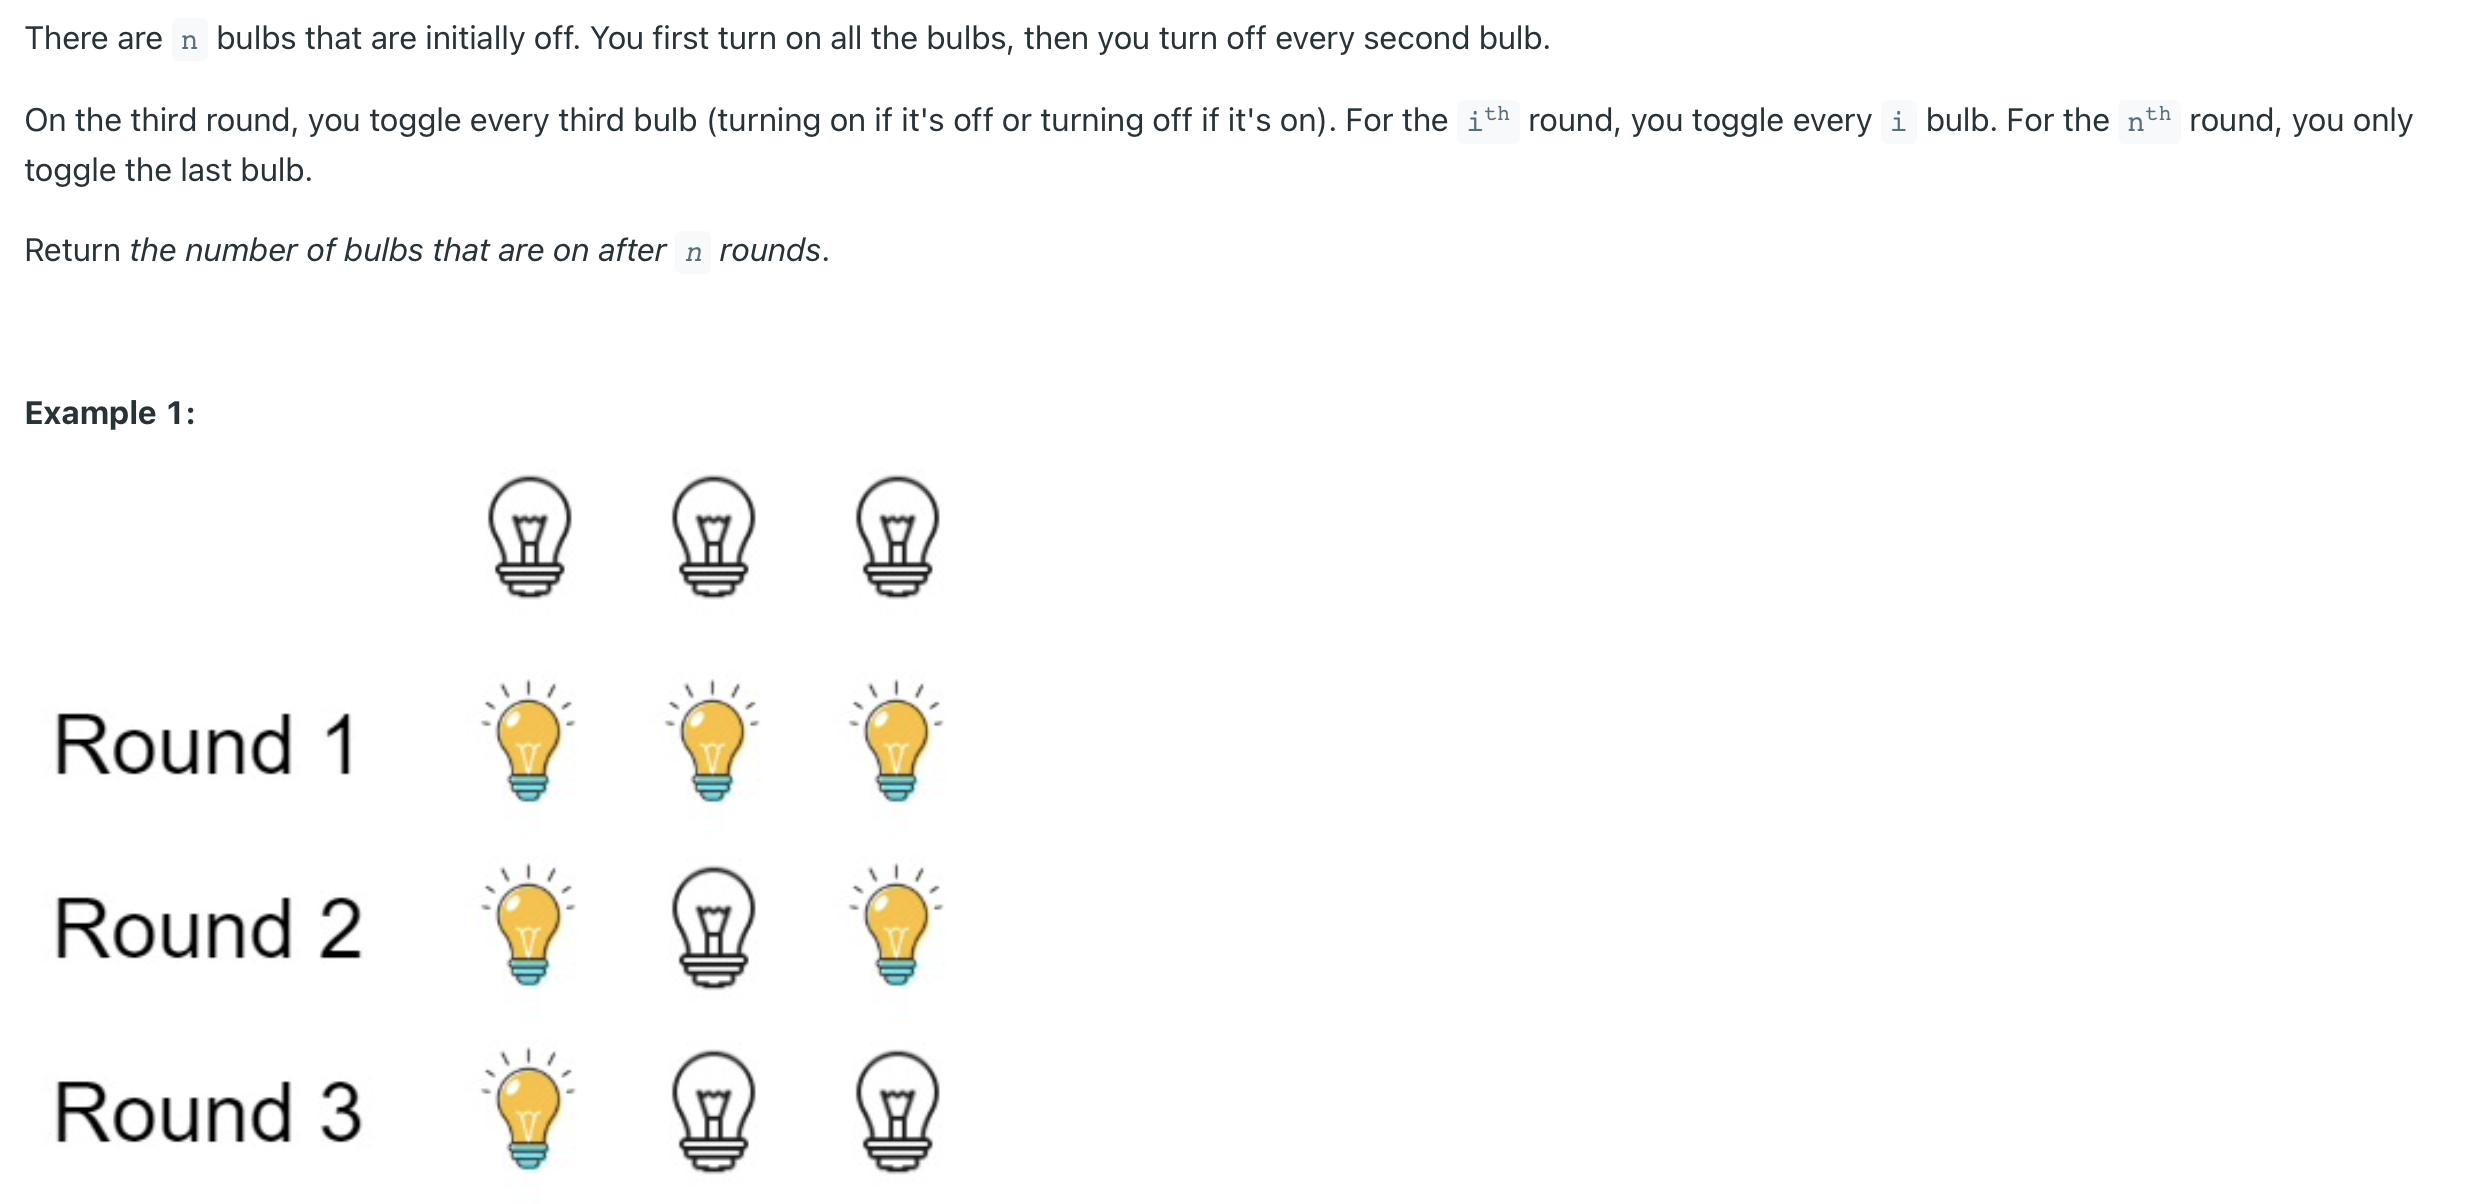 There are n bulbs that are initially off. You first turn on all the bulbs, then you turn off every second bulb.
On the third round, you toggle every third bulb (turning on if it's off or turning off if it's on). For the ith round, you toggle every i bulb. For the nth round, you only
toggle the last bulb.
Return the number of bulbs that are on after n rounds.
Example 1:
Round 1
Round 2
Round 3